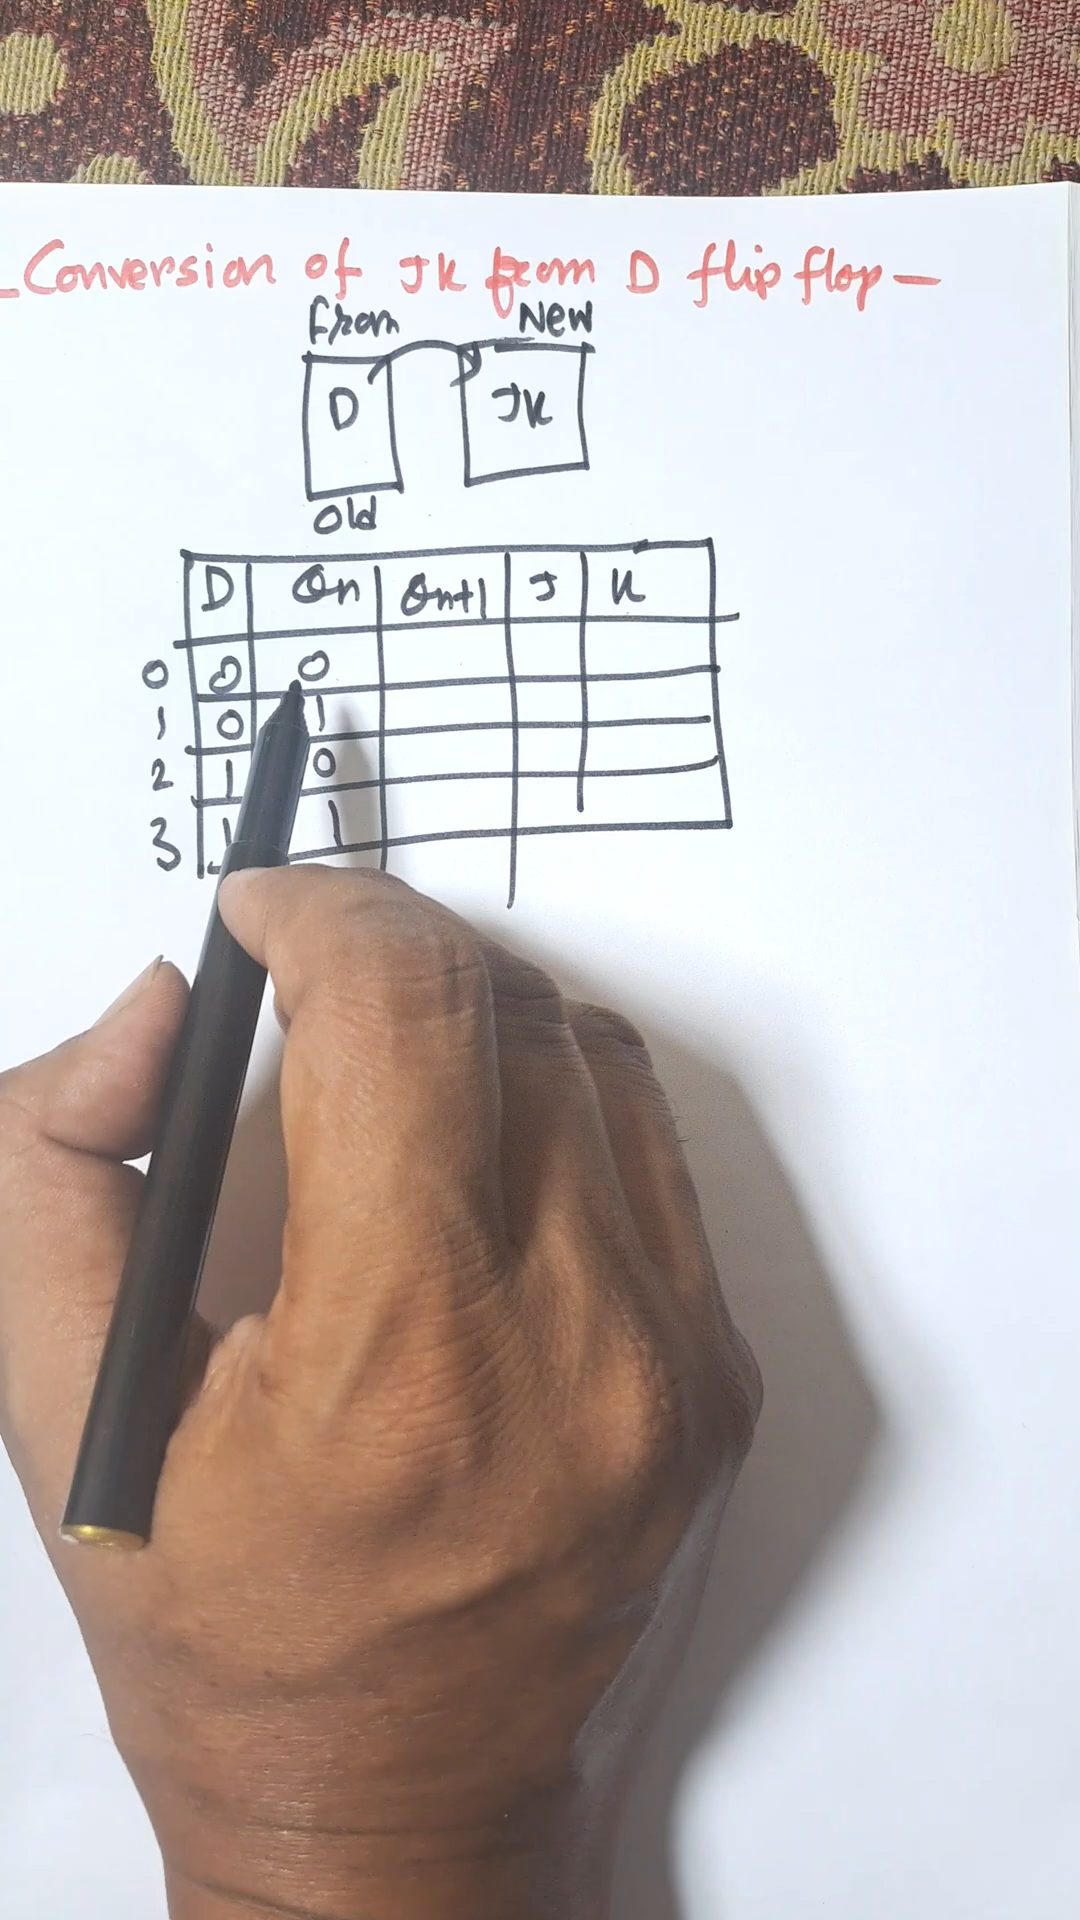 Conversion of JK from D flip flop
From New
D JK
Old
D Qn Qn+1 J K
0 0 0
1 0 1
2 1 0
3 1 1